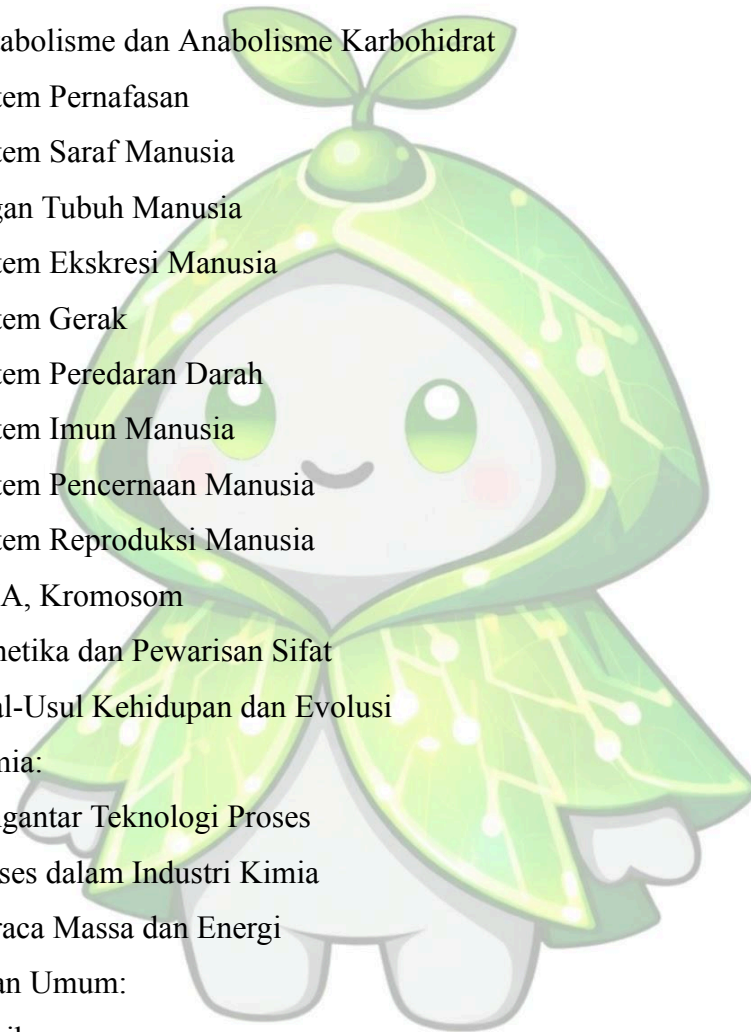 abolisme dan Anabolisme Karbohidrat
tem Pernafasan
tem Saraf Manusia
gan Tubuh Manusia
tem Ekskresi Manusia
tem Gerak
tem Peredaran Darah
tem Imun Manusia
tem Pencernaan Manusia
tem Reproduksi Manusia
A, Kromosom
netika dan Pewarisan Sifat
al-Usul Kehidupan dan Evolusi
mia:
ngantar Teknologi Proses
ses dalam Industri Kimia
raca Massa dan Energi
an Umum: